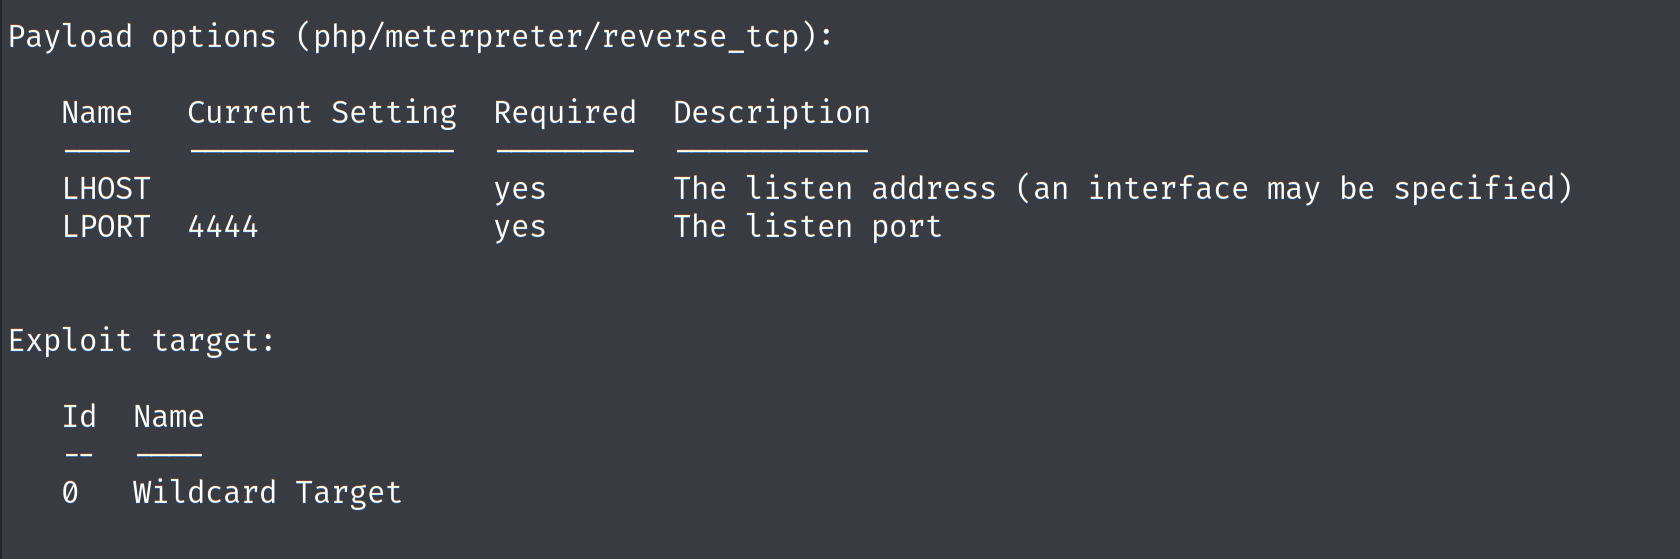 Payload options (php/meterpreter/reverse_tcp):
Name   Current Setting  Required  Description
----   ---------------  --------  -----------
LHOST                   yes       The listen address (an interface may be specified)
LPORT  4444             yes       The listen port
Exploit target:
Id  Name
--  ----
0   Wildcard Target